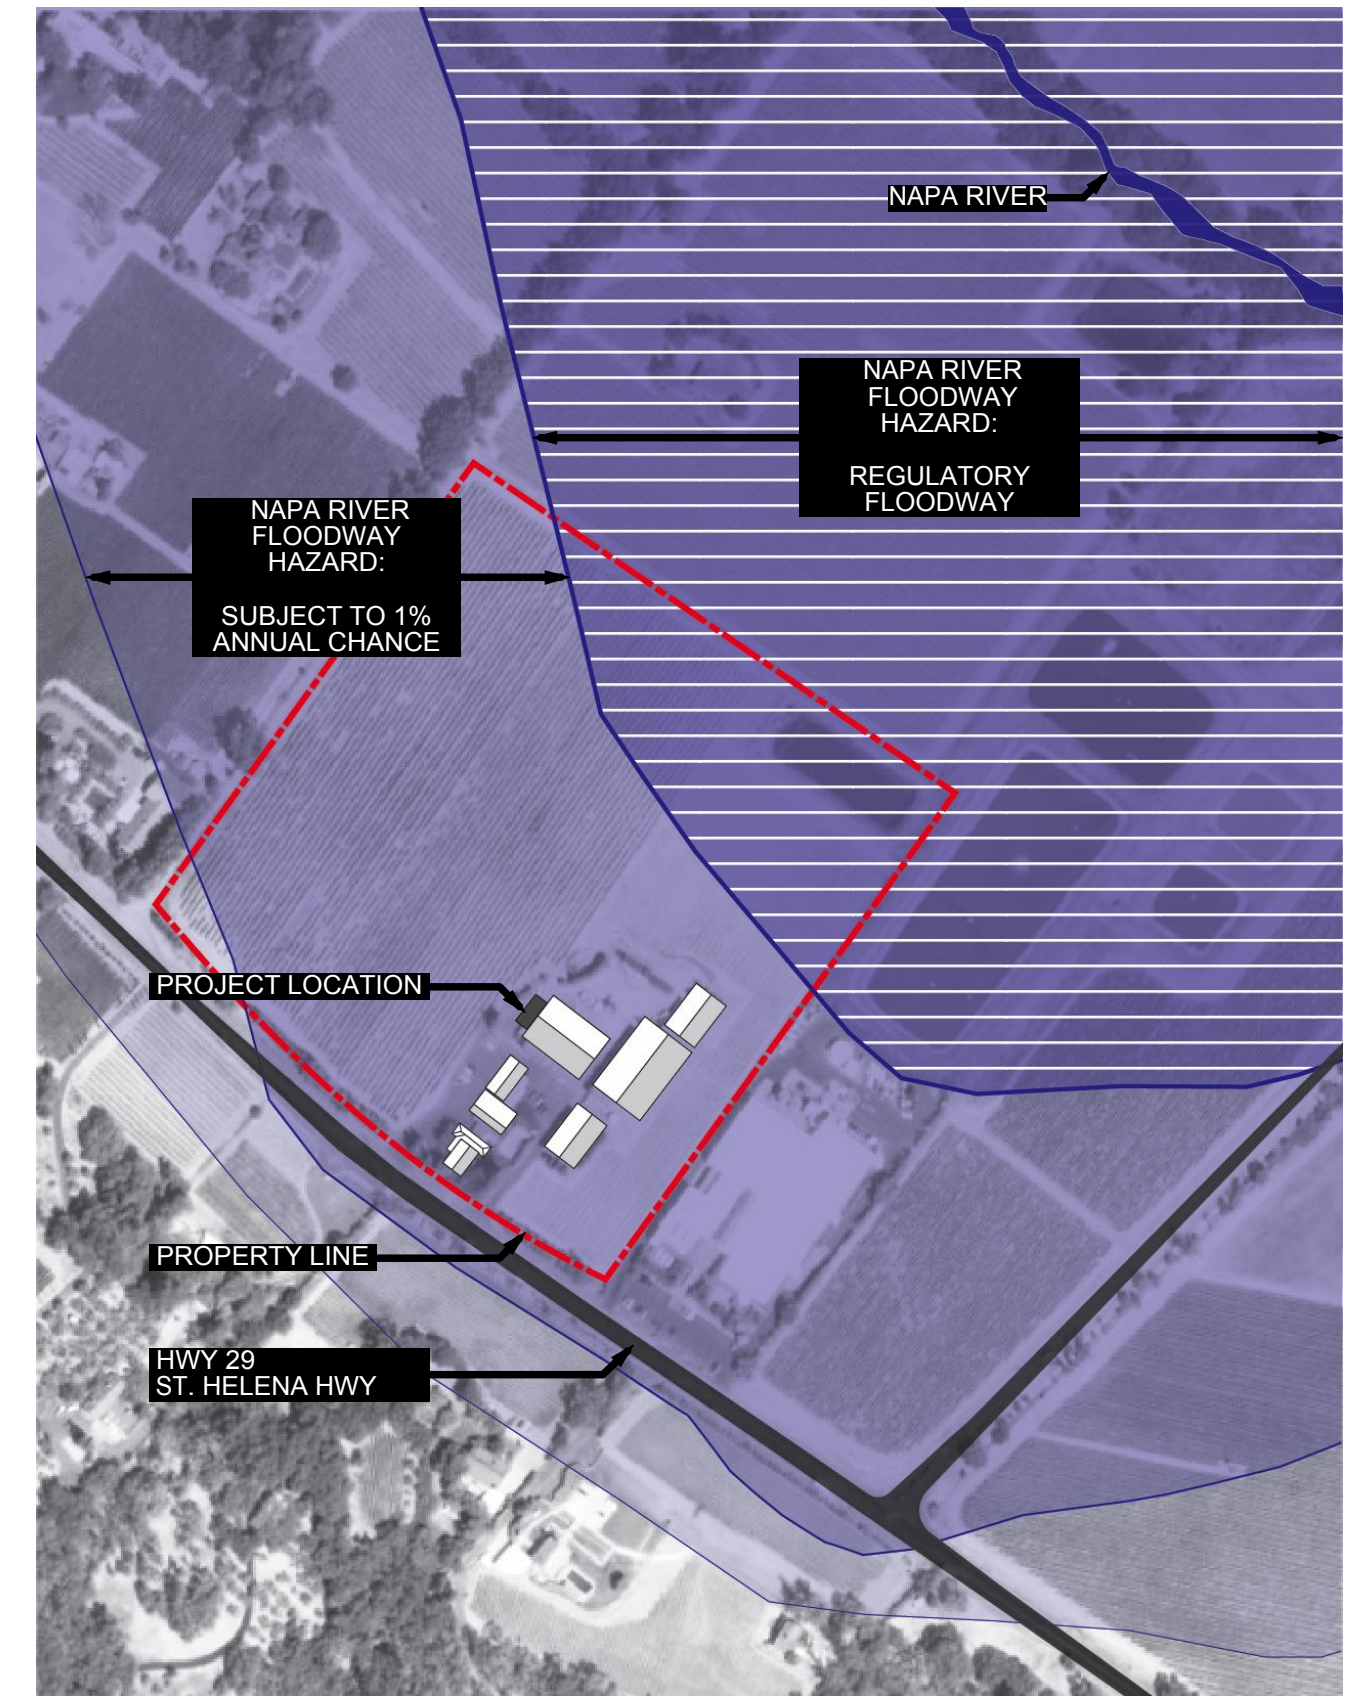 NAPA RIVER
NAPA RIVER
FLOODWAY
HAZARD:
REGULATORY
FLOODWAY
NAPA RIVER
FLOODWAY
HAZARD:
SUBJECT TO 1%
ANNUAL CHANCE
PROJECT LOCATION
PROPERTY LINE
HWY 29
ST. HELENA HWY